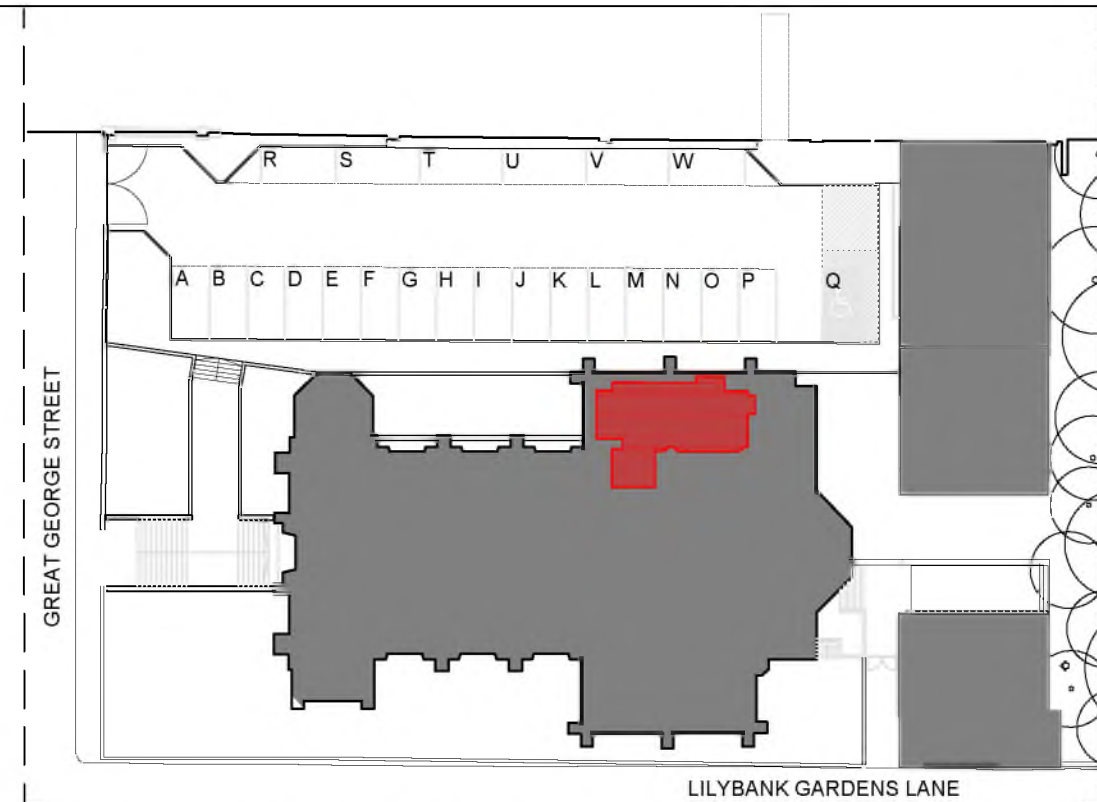 R S T U V W
A B C D E F G H I J K L M N O P Q
GREAT GEORGE STREET
LILYBANK GARDENS LANE